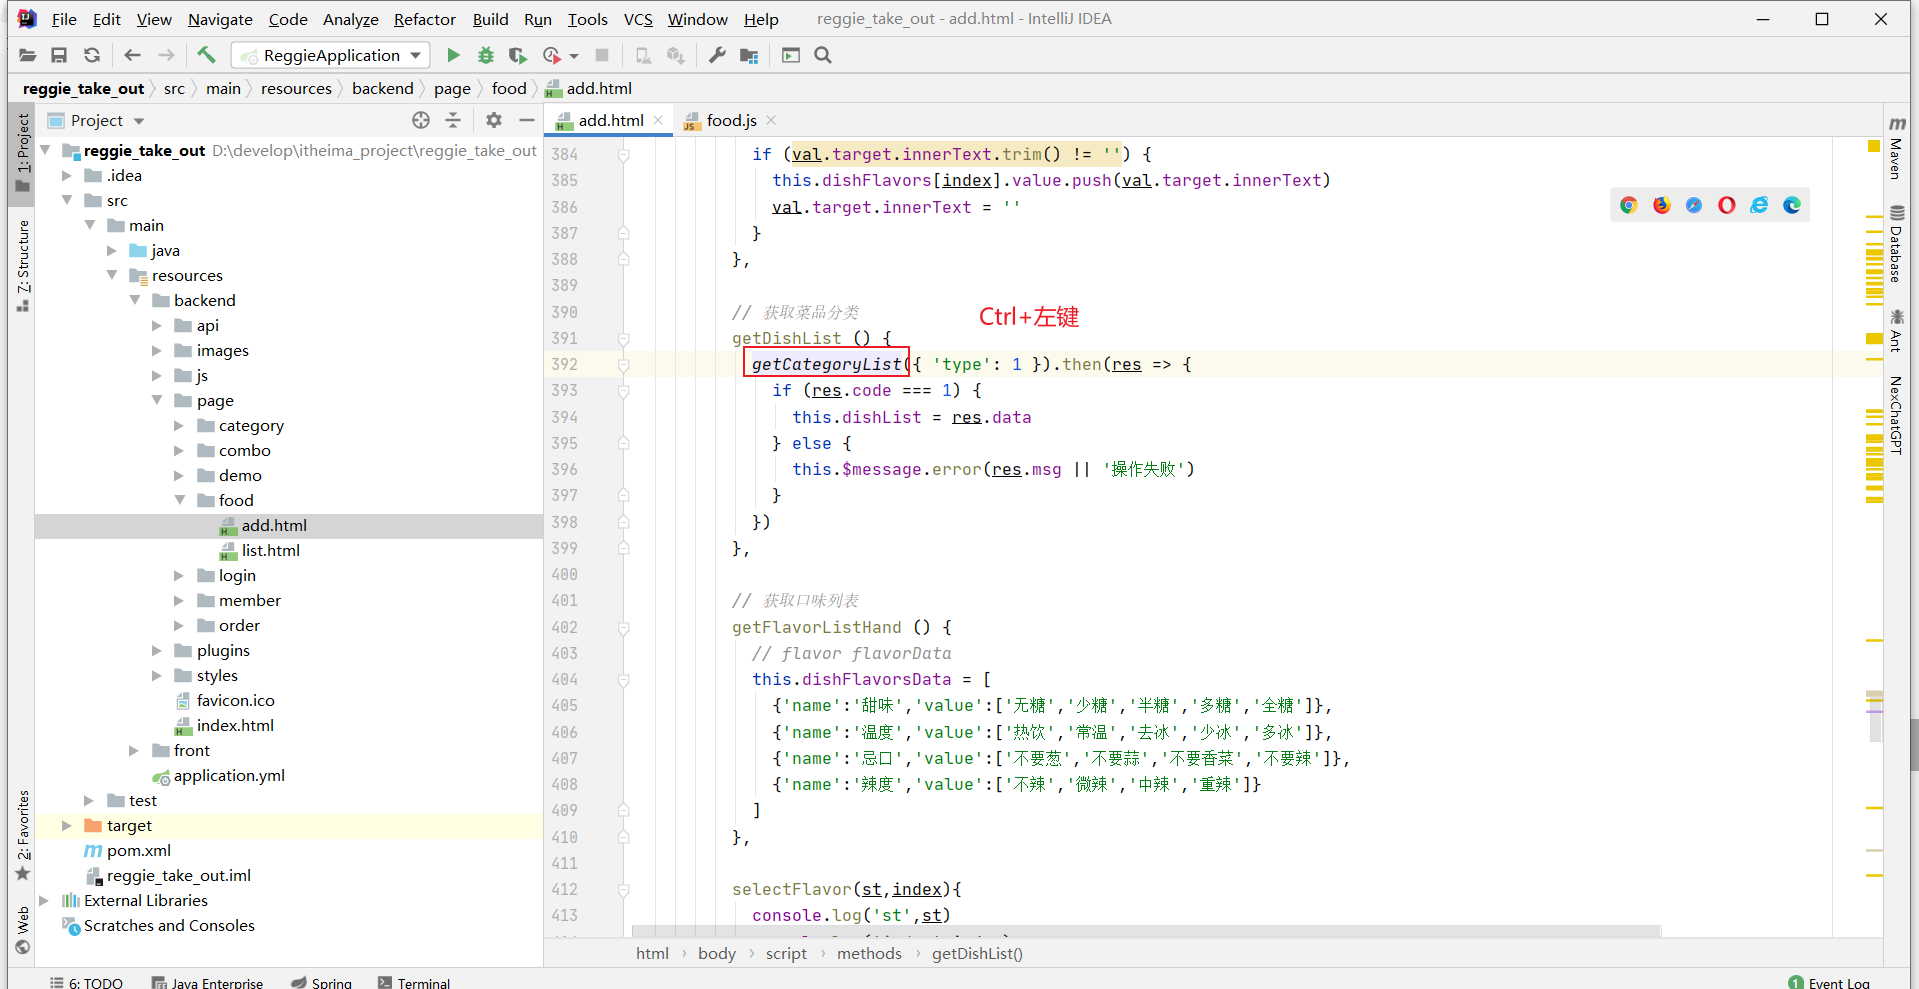 File Edit View Navigate Code Analyze Refactor Build Run Tools VCS Window Help reggie_take_out - add.html - IntelliJ IDEA
ReggieApplication
reggie_take_out src main resources backend page food add.html
Project
add.html
food.js
1: Project
7: Structure
2: Favorites
Web
reggie_take_out D:\develop\itheima_project\reggie_take_out
.idea
src
main
java
resources
backend
api
images
js
page
category
combo
demo
food
add.html
list.html
login
member
order
plugins
styles
favicon.ico
index.html
front
application.yml
test
target
pom.xml
reggie_take_out.iml
External Libraries
Scratches and Consoles
384 if (val.target.innerText.trim() != '') {
385 this.dishFlavors[index].value.push(val.target.innerText)
386 val.target.innerText = ''
387 }
388 },
389
390 // 获取菜品分类
Ctrl+左键
391 getDishList () {
392 getCategoryList({ 'type': 1 }).then(res => {
393 if (res.code === 1) {
394 this.dishList = res.data
395 } else {
396 this.$message.error(res.msg || '操作失败')
397 }
398 })
399 },
400
401 // 获取口味列表
402 getFlavorListHand () {
403 // flavor flavorData
404 this.dishFlavorsData = [
405 {'name':'甜味','value':['无糖','少糖','半糖','多糖','全糖']},
406 {'name':'温度','value':['热饮','常温','去冰','少冰','多冰']},
407 {'name':'忌口','value':['不要葱','不要蒜','不要香菜','不要辣']},
408 {'name':'辣度','value':['不辣','微辣','中辣','重辣']}
409 ]
410 },
411
412 selectFlavor(st,index){
413 console.log('st',st)
html body script methods getDishList()
Maven
Database
Ant
NexChatGPT
6: TODO Java Enterprise Spring Terminal 1 Event Log